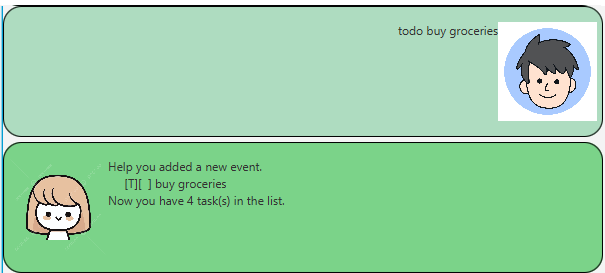 todo buy groceries
Help you added a new event.
[T][ ] buy groceries
Now you have 4 task(s) in the list.